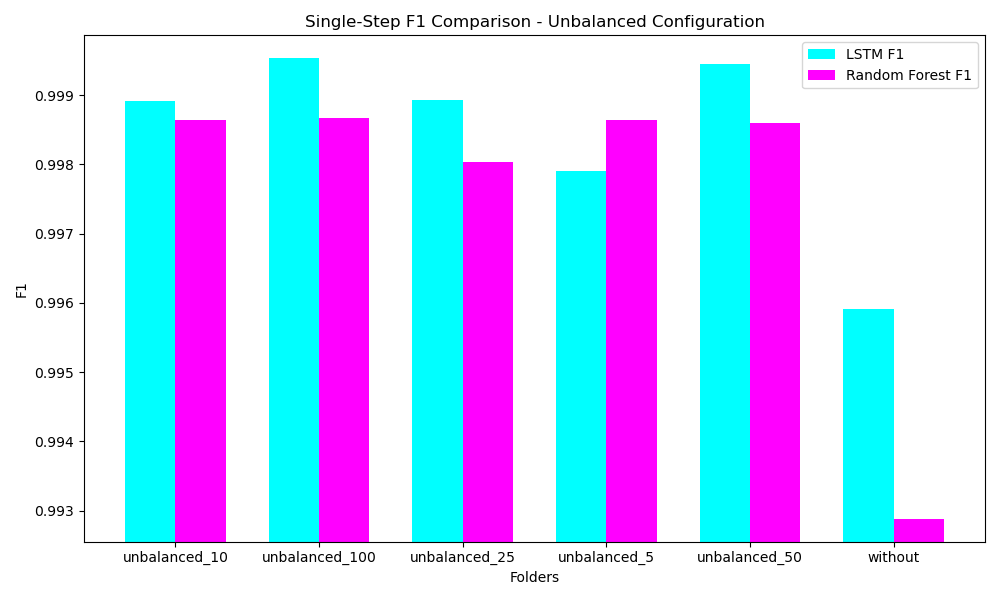 Single-Step F1 Comparison - Unbalanced Configuration
LSTM F1
Random Forest F1
0.999
0.998
0.997
0.996
0.995
0.994
0.993
F1
unbalanced_10
unbalanced_100
unbalanced_25
unbalanced_5
unbalanced_50
without
Folders